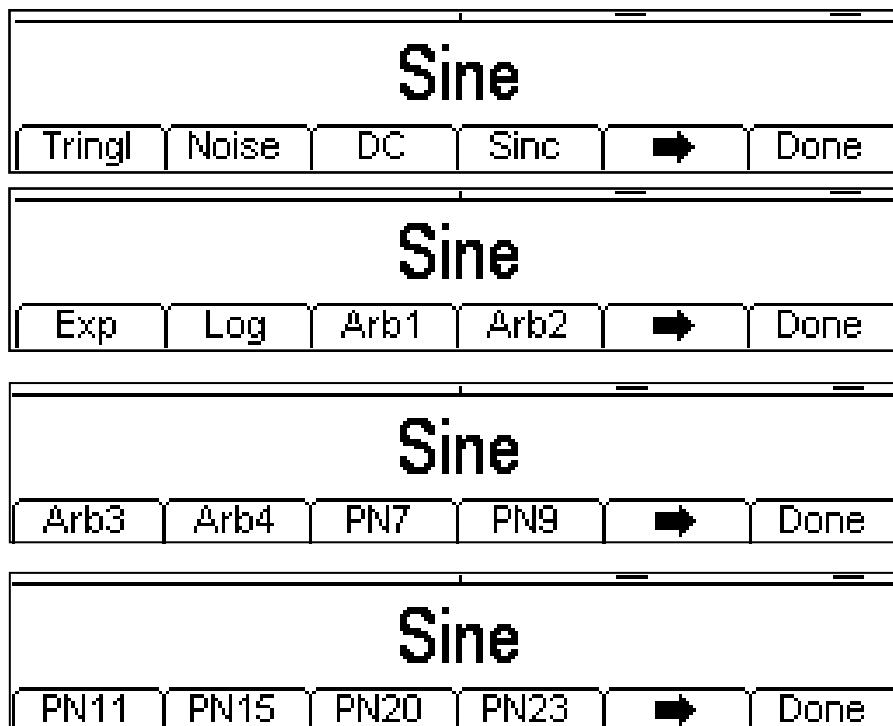 Sine
Tringl Noise DC Sinc Done
Sine
Exp Log Arb1 Arb2 Done
Sine
Arb3 Arb4 PN7 PN9 Done
Sine
PN11 PN15 PN20 PN23 Done